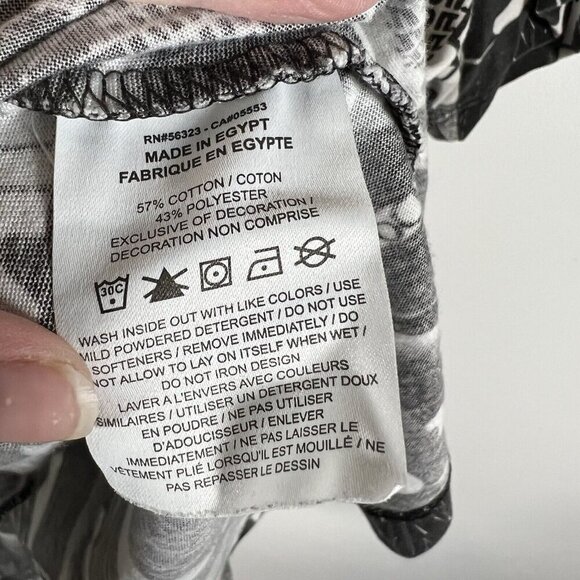 RN#56323 - CA#05553
MADE IN EGYPT
FABRIQUE EN EGYPTE
57% COTTON / COTON
43% POLYESTER
EXCLUSIVE OF DECORATION /
DECORATION NON COMPRISE
30C
WASH INSIDE OUT WITH LIKE COLORS / USE
MILD POWDERED DETERGENT / DO NOT USE
SOFTENERS / REMOVE IMMEDIATELY / DO
NOT ALLOW TO LAY ON ITSELF WHEN WET /
DO NOT IRON DESIGN
LAVER A L'ENVERS AVEC COULEURS
SIMILAIRES / UTILISER UN DETERGENT DOUX
EN POUDRE / NE PAS UTILISER
D'ADOUCISSEUR / ENLEVER
IMMEDIATEMENT / NE PAS LAISSER LE
VÉTEMENT PLIÉ LORSQU'IL EST MOUILLÉ / NE
PAS REPASSER LE DESSIN